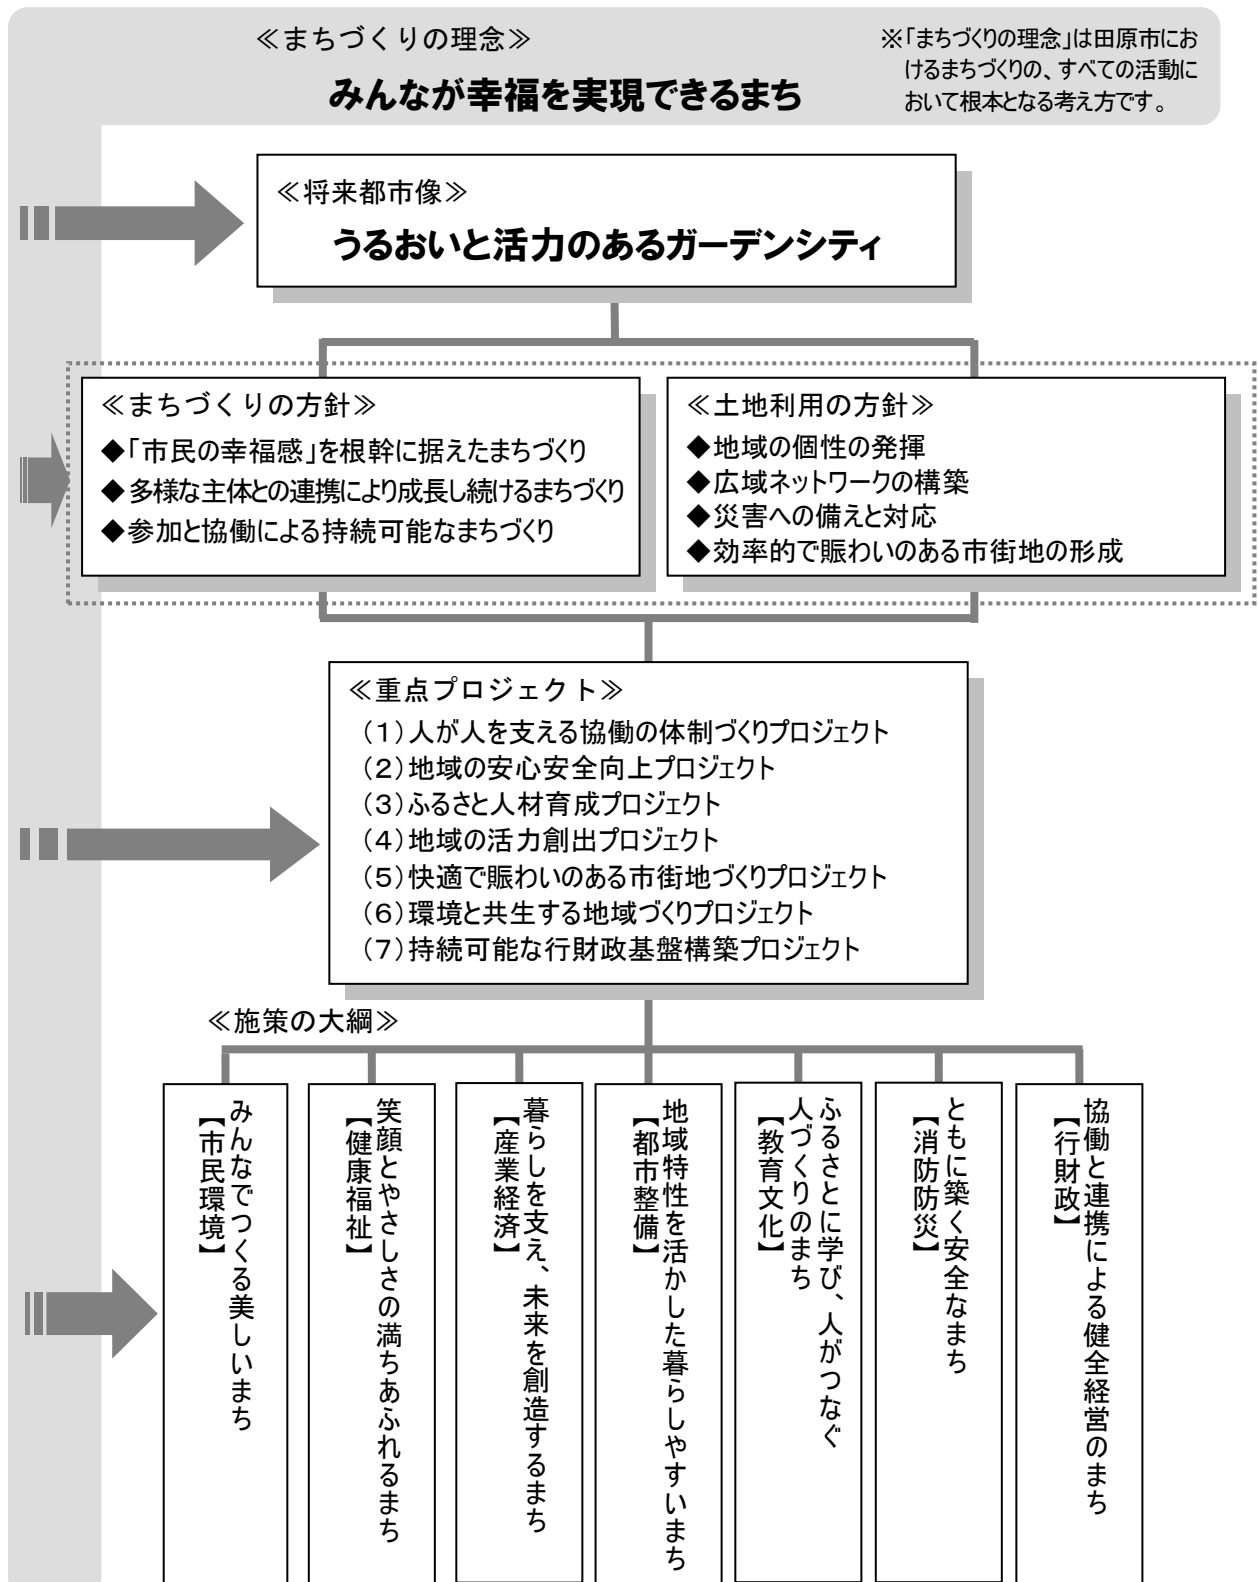 ≪まちづくりの理念≫
みんなが幸福を実現できるまち
※「まちづくりの理念」は田原市にお
けるまちづくりの、すべての活動に
おいて根本となる考え方です。
≪将来都市像≫
うるおいと活力のあるガーデンシティ
≪まちづくりの方針≫
◆「市民の幸福感」を根幹に据えたまちづくり
◆多様な主体との連携により成長し続けるまちづくり
◆参加と協働による持続可能なまちづくり
≪土地利用の方針≫
◆地域の個性の発揮
◆広域ネットワークの構築
◆災害への備えと対応
◆効率的で賑わいのある市街地の形成
≪重点プロジェクト≫
(1)人が人を支える協働の体制づくりプロジェクト
(2)地域の安心安全向上プロジェクト
(3)ふるさと人材育成プロジェクト
(4)地域の活力創出プロジェクト
(5)快適で賑わいのある市街地づくりプロジェクト
(6)環境と共生する地域づくりプロジェクト
(7)持続可能な行財政基盤構築プロジェクト
≪施策の大綱≫
みんなでつくる美しいまち
【市民環境】
笑顔とやさしさの満ちあふれるまち
【健康福祉】
暮らしを支え、未来を創造するまち
【産業経済】
地域特性を活かした暮らしやすいまち
【都市整備】
ふるさとに学び、人がつなぐ
人づくりのまち
【教育文化】
ともに築く安全なまち
【消防防災】
協働と連携による健全経営のまち
【行財政】